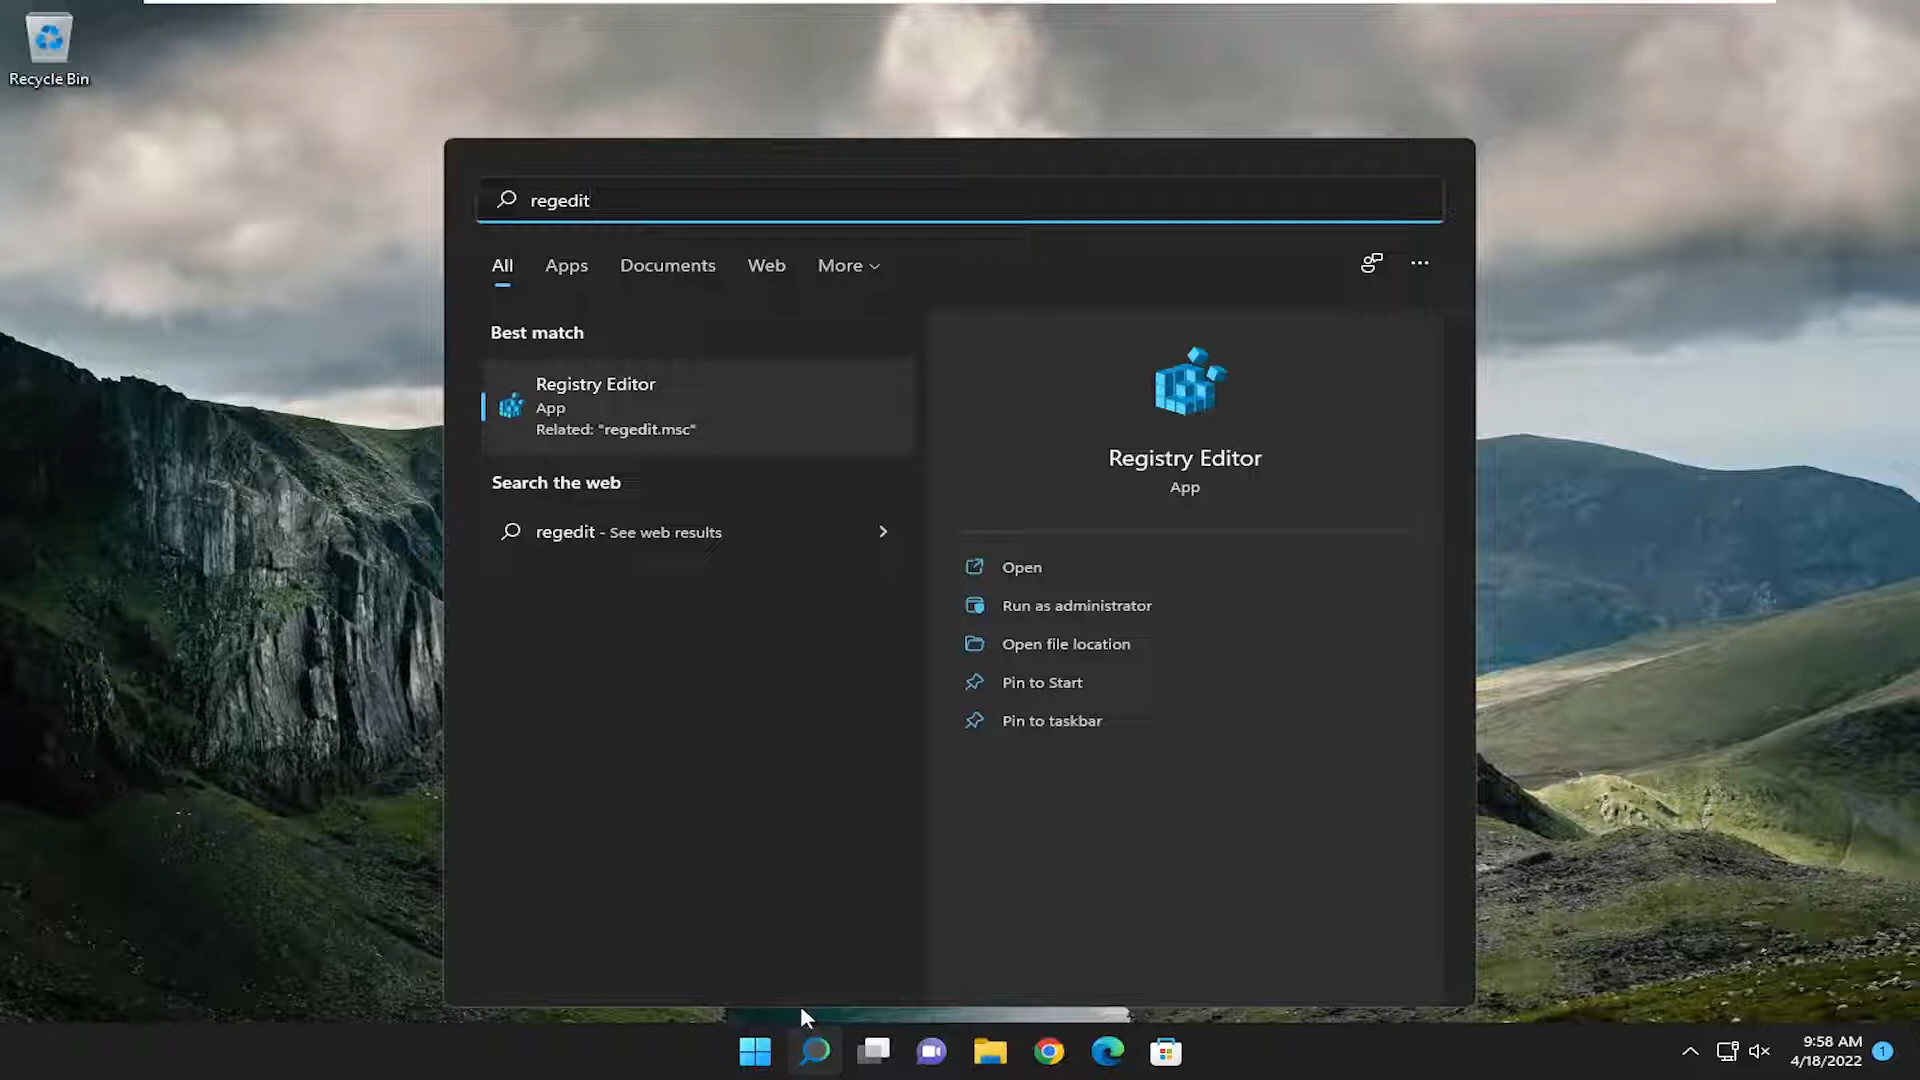 Recycle Bin
regedit
All Apps Documents Web More
Best match
Registry Editor
App
Related: "regedit.msc"
Search the web
regedit - See web results
Registry Editor
App
Open
Run as administrator
Open file location
Pin to Start
Pin to taskbar
9:58 AM
4/18/2022
1